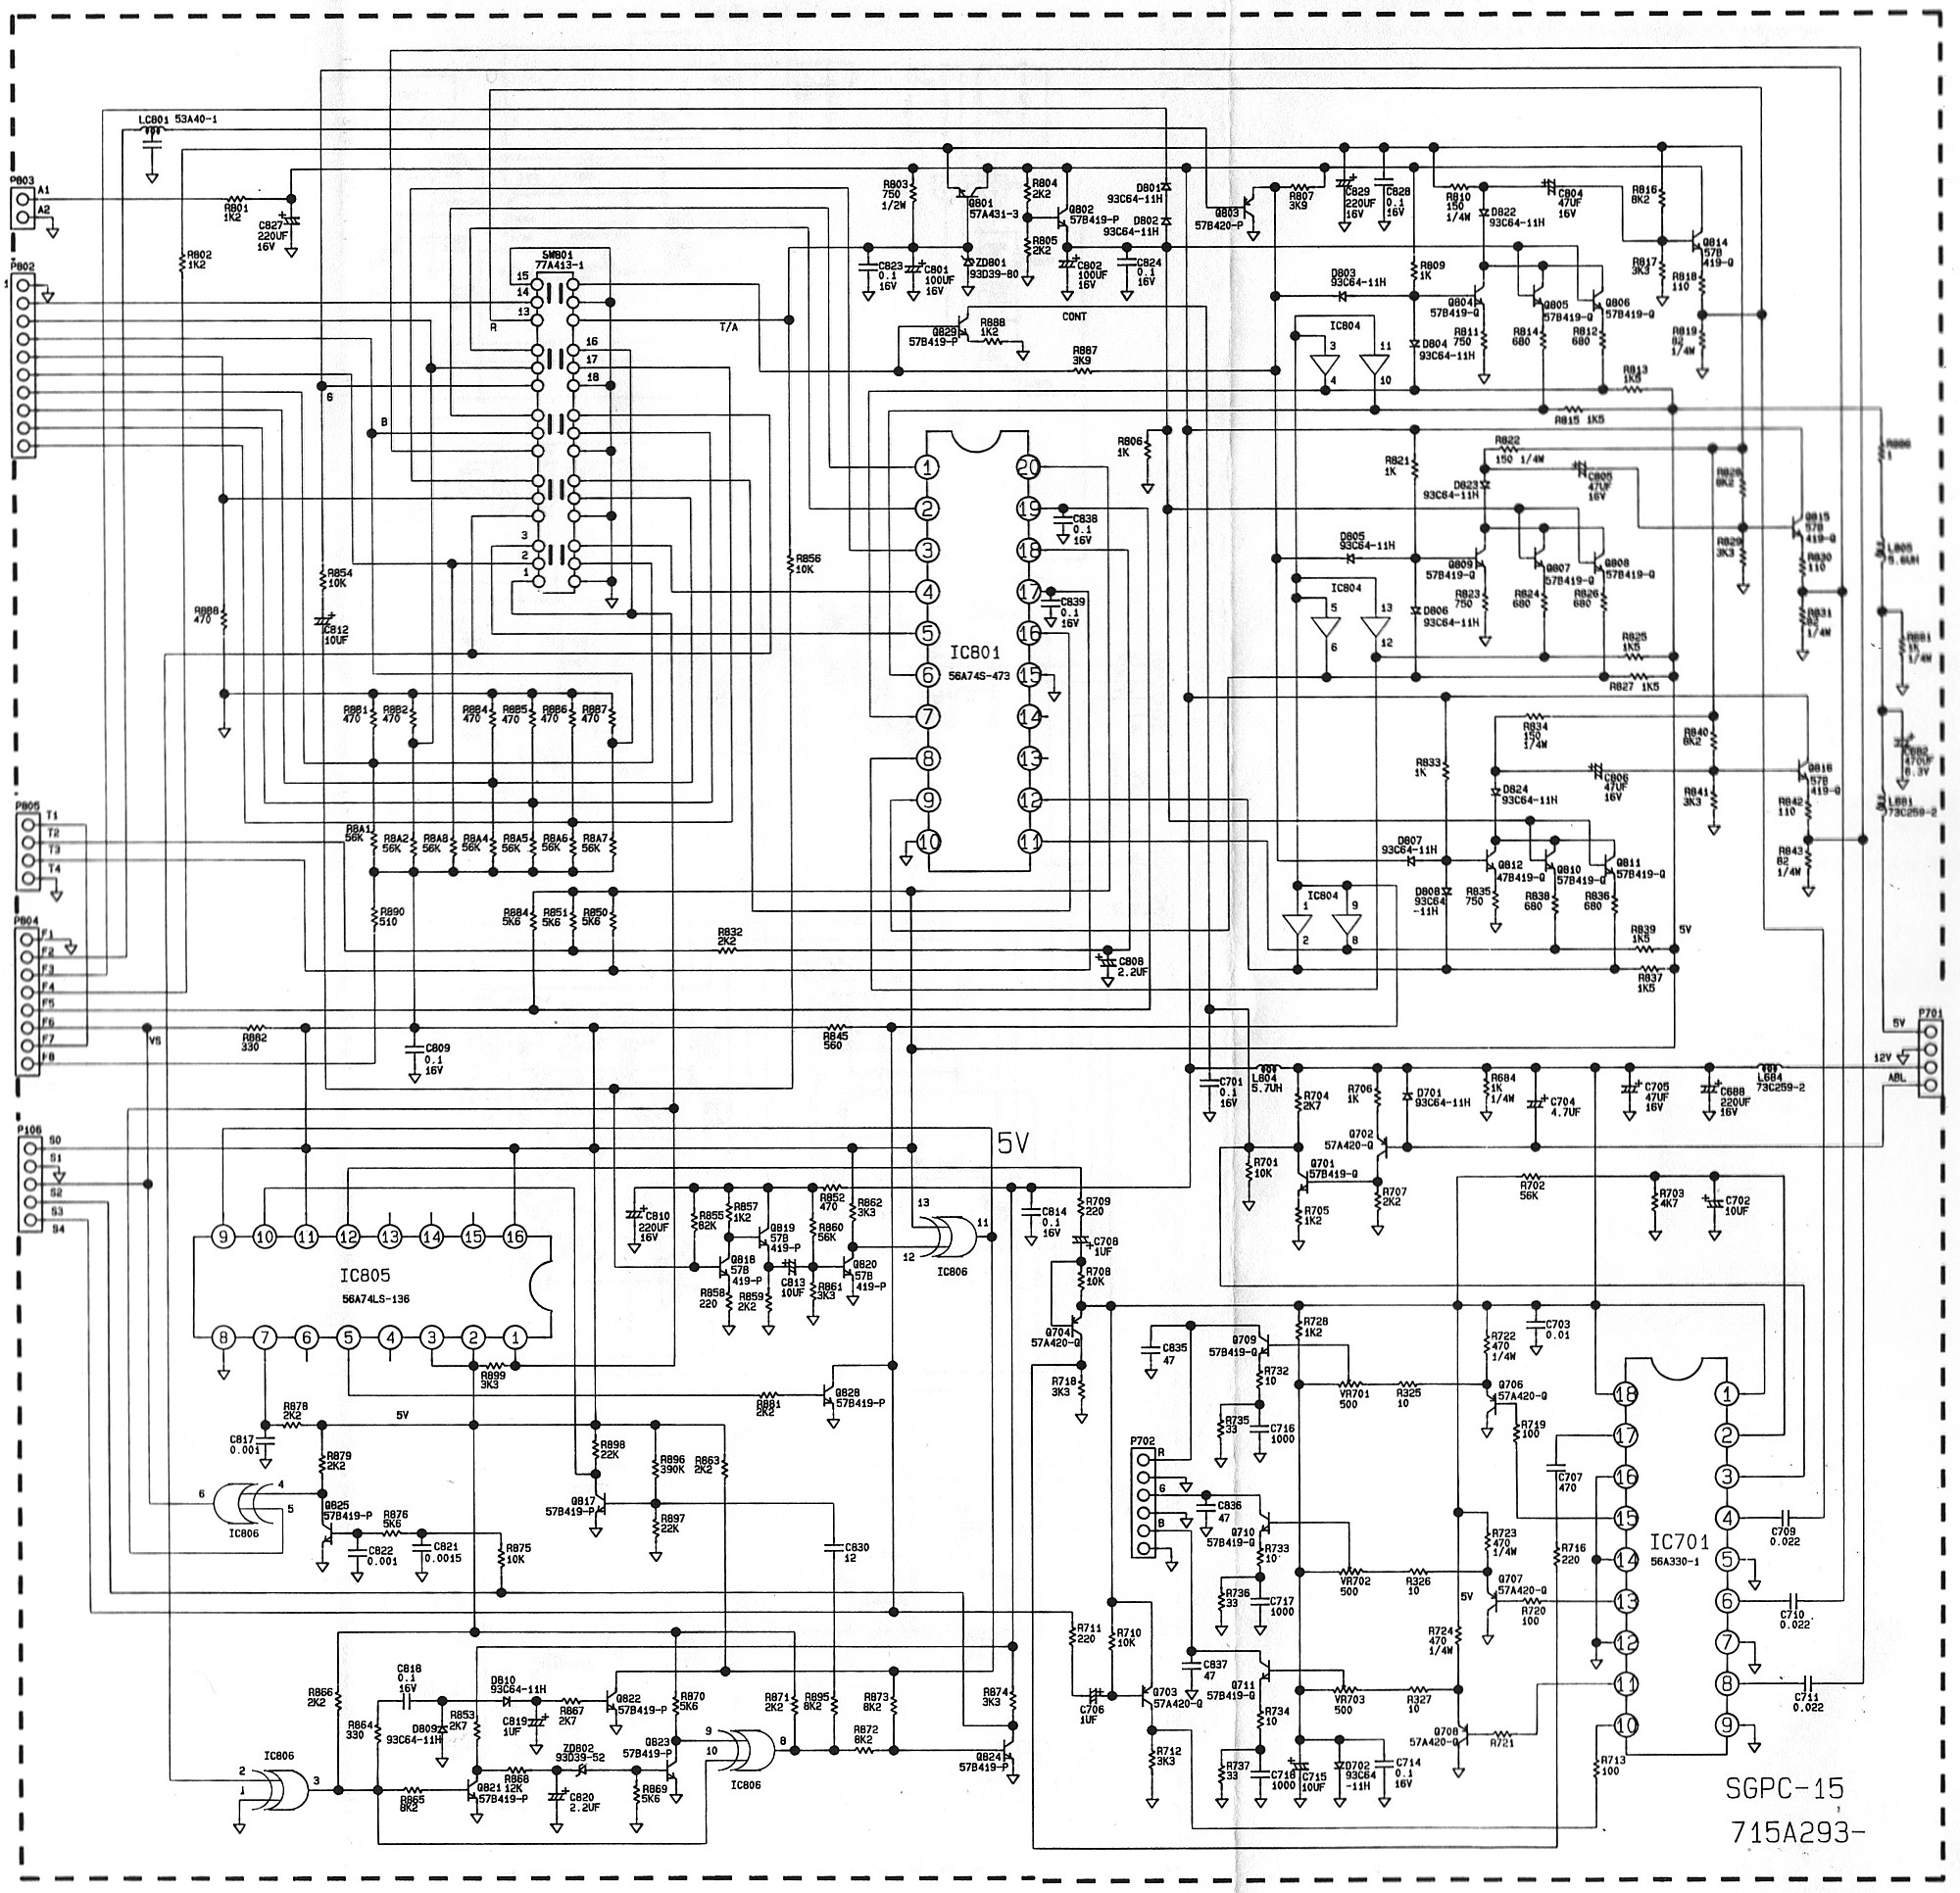 LC801 53A40-1
P803
A1
A2
R801
1K2
C827
220UF
16V
R802
1K2
P802
1
SW801
77A413-1
15
14
13
R
T/A
16
17
18
G
B
3
2
1
R803
750
1/2W
Q801
57A431-3
R804
2K2
Q802
57B419-P
R805
2K2
D801
93C64-11H
D802
93C64-11H
Q803
57B420-P
R807
3K9
C829
220UF
16V
C828
0.1
16V
R810
150
1/4W
D822
93C64-11H
C804
47UF
16V
R816
8K2
Q814
57B
419-Q
R817
3K3
R818
110
R819
82
1/4W
C823
0.1
16V
C801
100UF
16V
ZD801
93D39-80
C802
100UF
16V
C824
0.1
16V
D803
93C64-11H
R809
1K
Q804
57B419-Q
Q805
57B419-Q
Q806
57B419-Q
CONT
Q829
57B419-P
R888
1K2
R887
3K9
IC804
3
4
11
10
D804
93C64-11H
R811
750
R814
680
R812
680
R813
1K5
R815 1K5
R806
1K
IC801
56A74S-473
1
2
3
4
5
6
7
8
9
10
20
19
18
17
16
15
14
13
12
11
C838
0.1
16V
C839
0.1
16V
R821
1K
R822
150 1/4W
D823
93C64-11H
C805
47UF
16V
R828
8K2
Q815
57B
419-Q
R829
3K3
R830
110
R831
82
1/4W
D805
93C64-11H
Q809
57B419-Q
Q807
57B419-Q
Q808
57B419-Q
IC804
5
6
13
12
D806
93C64-11H
R823
750
R824
680
R826
680
R825
1K5
R827 1K5
R886
1
L805
5.6UH
1K
1/4W
470UF
6.3V
L681
73C259-2
R833
1K
R834
150
1/4W
D824
93C64-11H
C806
47UF
16V
R840
8K2
R841
3K3
Q816
57B
419-Q
R842
110
R843
82
1/4W
D807
93C64-11H
Q812
47B419-Q
Q810
57B419-Q
Q811
57B419-Q
IC804
1
2
9
8
D808
93C64
-11H
R835
750
R838
680
R836
680
R839
1K5
R837
1K5
5V
R854
10K
C812
10UF
R856
10K
R8B8
470
R8B1
470
R8B2
470
R8B4
470
R8B5
470
R8B6
470
R8B7
470
R8A1
56K
R8A2
56K
R8A8
56K
R8A4
56K
R8A5
56K
R8A6
56K
R8A7
56K
R890
510
R884
5K6
R851
5K6
R850
5K6
R832
2K2
C808
2.2UF
P805
T1
T2
T3
T4
P804
F1
F2
F3
F4
F5
F6
F7
F8
VS
R882
330
C809
0.1
16V
R845
560
P106
S0
S1
S2
S3
S4
5V
P701
5V
12V
ABL
C701
0.1
16V
L804
5.7UH
R704
2K7
R706
1K
D701
93C64-11H
R684
1K
1/4W
C704
4.7UF
C705
47UF
16V
C688
220UF
16V
L684
73C259-2
Q702
57A420-Q
R701
10K
Q701
57B419-Q
R705
1K2
R707
2K2
R702
56K
R703
4K7
C702
10UF
IC805
56A74LS-136
9
10
11
12
13
14
15
16
8
7
6
5
4
3
2
1
C810
220UF
16V
R855
82K
R857
1K2
Q819
57B
419-P
R852
470
R860
56K
R862
3K3
Q818
57B
419-P
Q820
57B
419-P
R858
220
R859
2K2
C813
10UF
R861
3K3
13
12
11
IC806
C814
0.1
16V
R709
220
C708
1UF
R708
10K
Q704
57A420-Q
R718
3K3
R899
3K3
R881
2K2
Q828
57B419-P
R878
2K2
C817
0.001
5V
R879
2K2
6
4
5
IC806
Q825
57B419-P
R876
5K6
C822
0.001
C821
0.0015
R875
10K
R898
22K
Q817
57B419-P
R896
390K
R863
2K2
R897
22K
C830
12
C835
47
Q709
57B419-Q
R728
1K2
R732
10
R735
33
C716
1000
VR701
500
R325
10
R722
470
1/4W
C703
0.01
Q706
57A420-Q
R719
100
P702
R
G
B
C836
47
Q710
57B419-Q
R733
10
R736
33
C717
1000
VR702
500
R326
10
R723
470
1/4W
Q707
57A420-Q
R720
100
5V
C707
470
R716
220
IC701
56A330-1
18
17
16
15
14
13
12
11
10
1
2
3
4
5
6
7
8
9
C709
0.022
C710
0.022
C711
0.022
R711
220
R710
10K
C706
1UF
Q703
57A420-Q
R712
3K3
C837
47
Q711
57B419-Q
R734
10
R737
33
C718
1000
VR703
500
R327
10
R724
470
1/4W
Q708
57A420-Q
R721
C715
10UF
D702
93C64
-11H
C714
0.1
16V
R713
100
R866
2K2
C818
0.1
16V
R864
330
D809
93C64-11H
R853
2K7
D810
93C64-11H
C819
1UF
R867
2K7
Q822
57B419-P
R870
5K6
R871
2K2
R895
8K2
R873
8K2
R874
3K3
Q823
57B419-P
ZD802
93D39-52
R868
12K
C820
2.2UF
R869
5K6
9
10
8
IC806
R872
8K2
Q824
57B419-P
IC806
2
1
3
R865
8K2
Q821
57B419-P
SGPC-15
715A293-